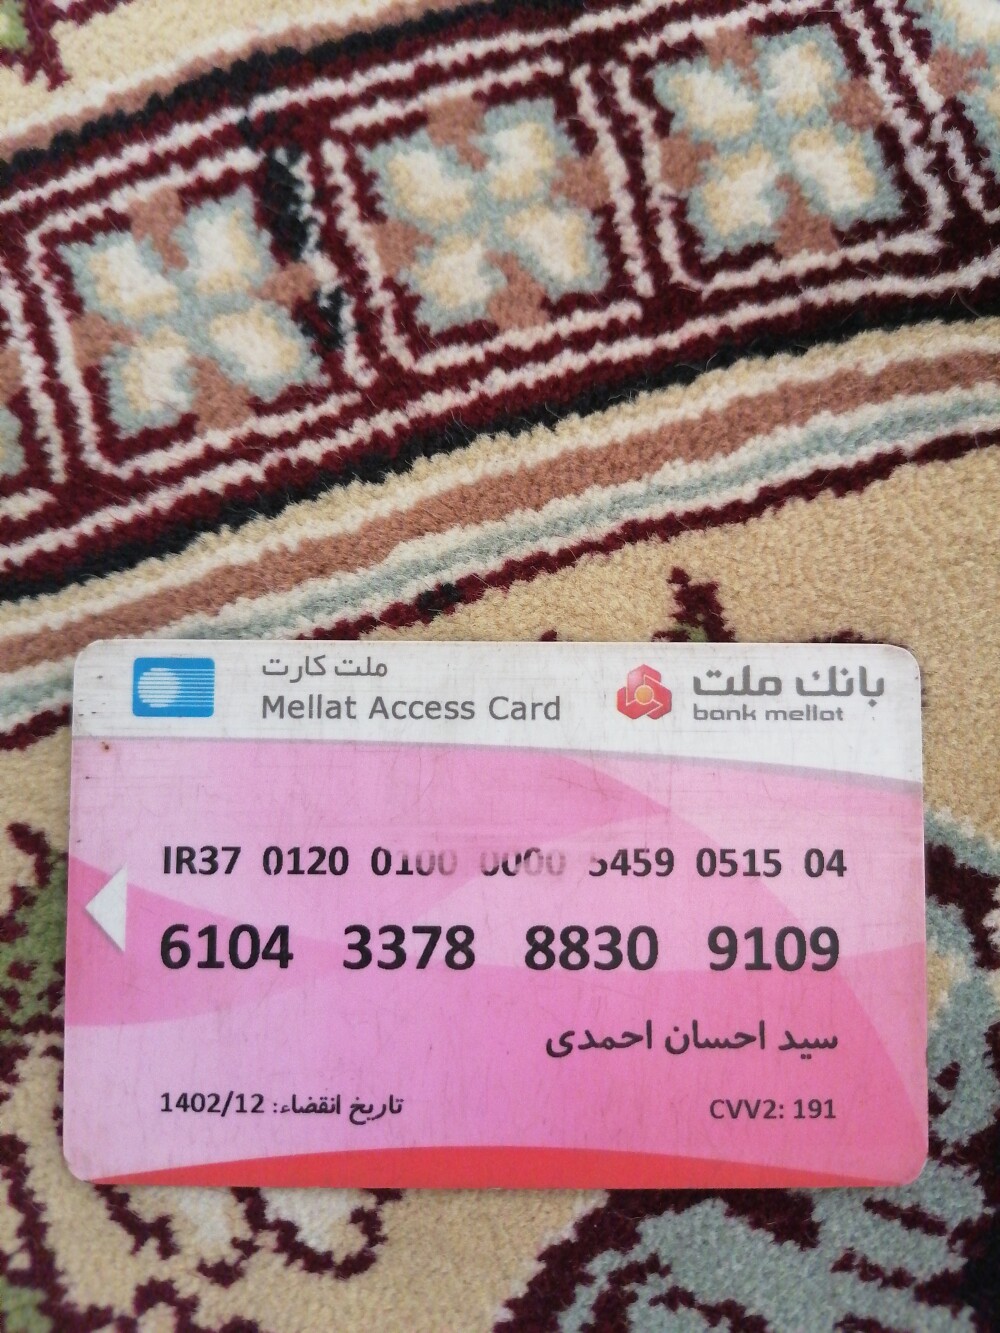 ملت کارت
Mellat Access Card
بانك ملت
bank mellat
IR37 0120 0100 0000 5459 0515 04
6104 3378 8830 9109
سید احسان احمدی
تاریخ انقضاء: 1402/12
CVV2: 191